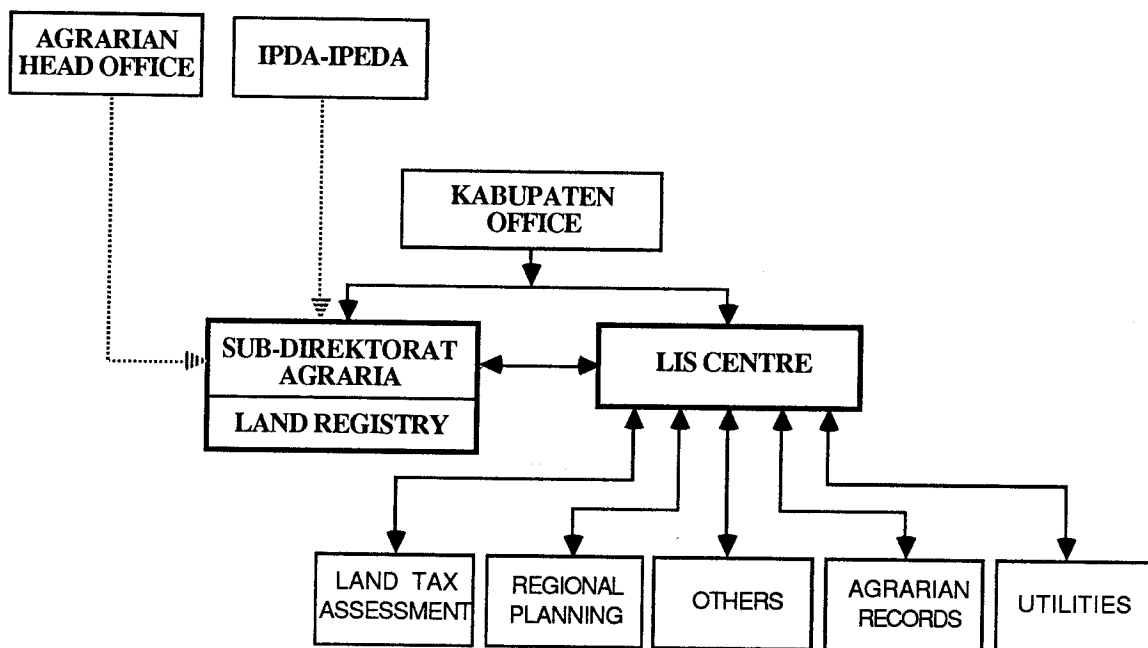 AGRARIAN
HEAD OFFICE
IPDA-IPEDA
KABUPATEN
OFFICE
SUB-DIREKTORAT
AGRARIA
LAND REGISTRY
LIS CENTRE
LAND TAX
ASSESSMENT
REGIONAL
PLANNING
OTHERS
AGRARIAN
RECORDS
UTILITIES